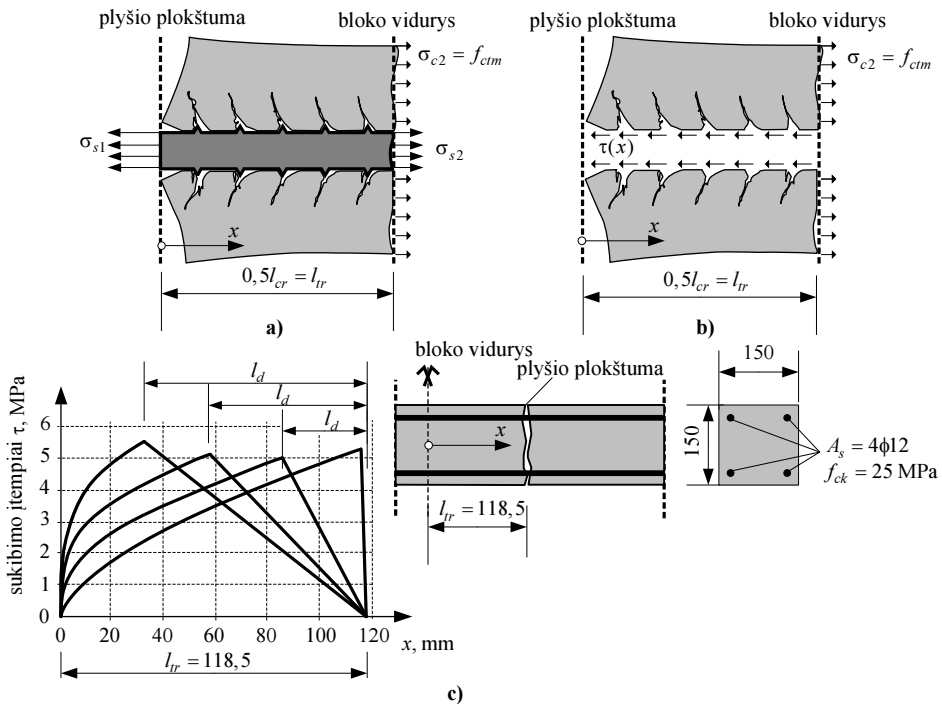 plyšio plokštuma
bloko vidurys
σc2 = fctm
σs1
σs2
x
0,5lcr = ltr
a)
plyšio plokštuma
bloko vidurys
σc2 = fctm
τ(x)
x
0,5lcr = ltr
b)
sukibimo įtempiai τ, MPa
6
5
4
3
2
1
0
ld
ld
ld
0 20 40 60 80 100 120 x, mm
ltr = 118,5
bloko vidurys
plyšio plokštuma
x
ltr = 118,5
150
150
As = 4ϕ12
fck = 25 MPa
c)